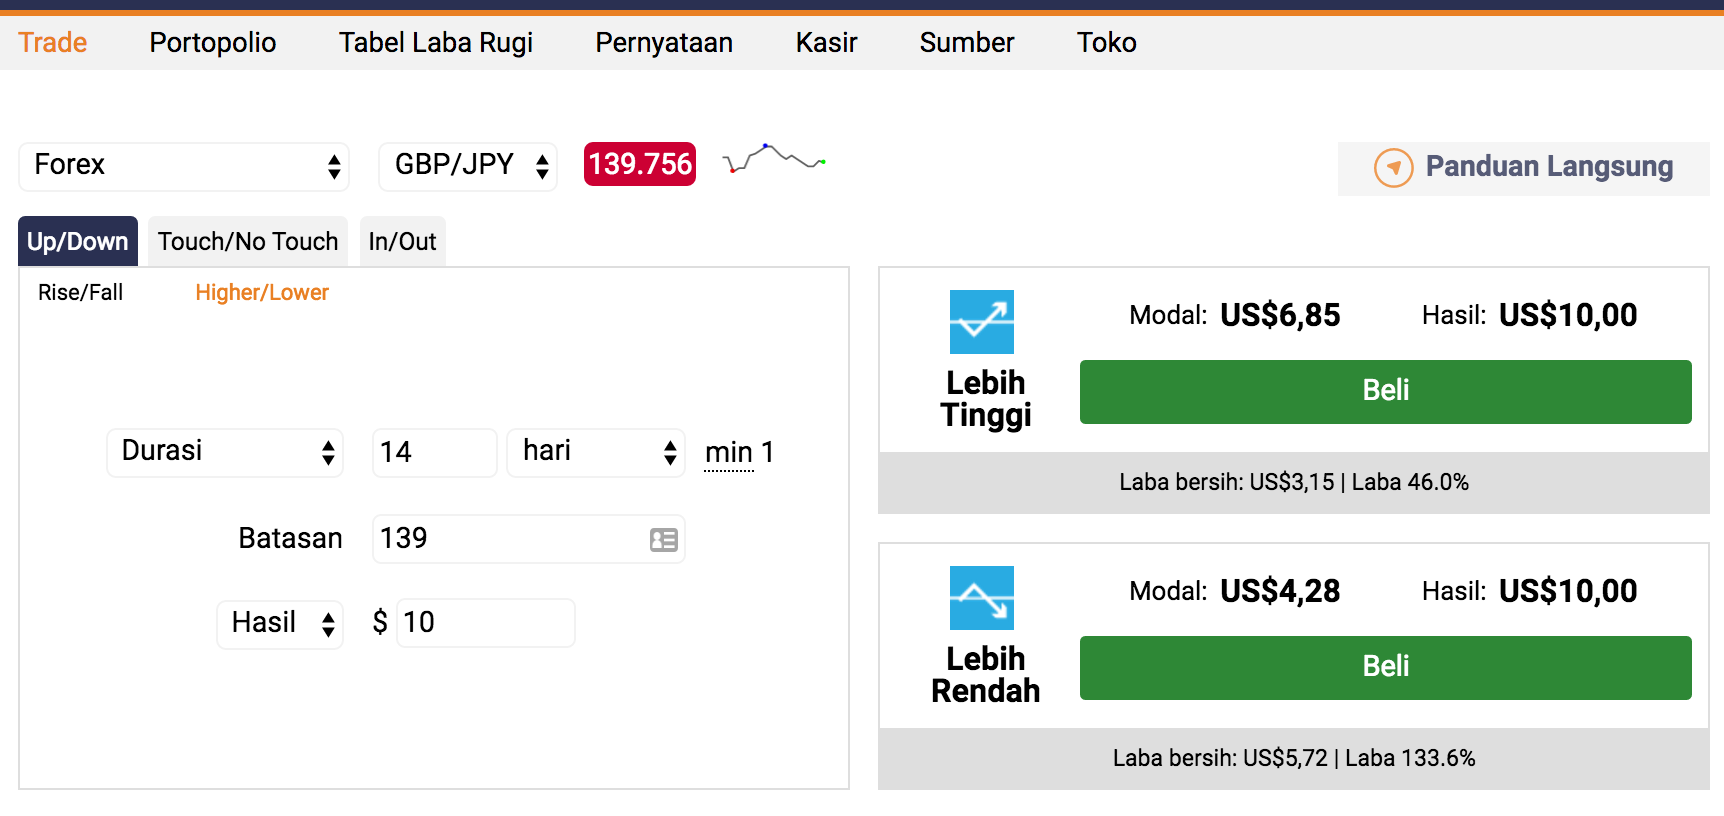 Trade Portopolio Tabel Laba Rugi Pernyataan Kasir Sumber Toko
Forex GBP/JPY 139.756 Panduan Langsung
Up/Down Touch/No Touch In/Out
Rise/Fall Higher/Lower
Durasi 14 hari min 1
Batasan 139
Hasil $ 10
Modal: US$6,85 Hasil: US$10,00
Lebih
Tinggi
Beli
Laba bersih: US$3,15 | Laba 46.0%
Modal: US$4,28 Hasil: US$10,00
Lebih
Rendah
Beli
Laba bersih: US$5,72 | Laba 133.6%